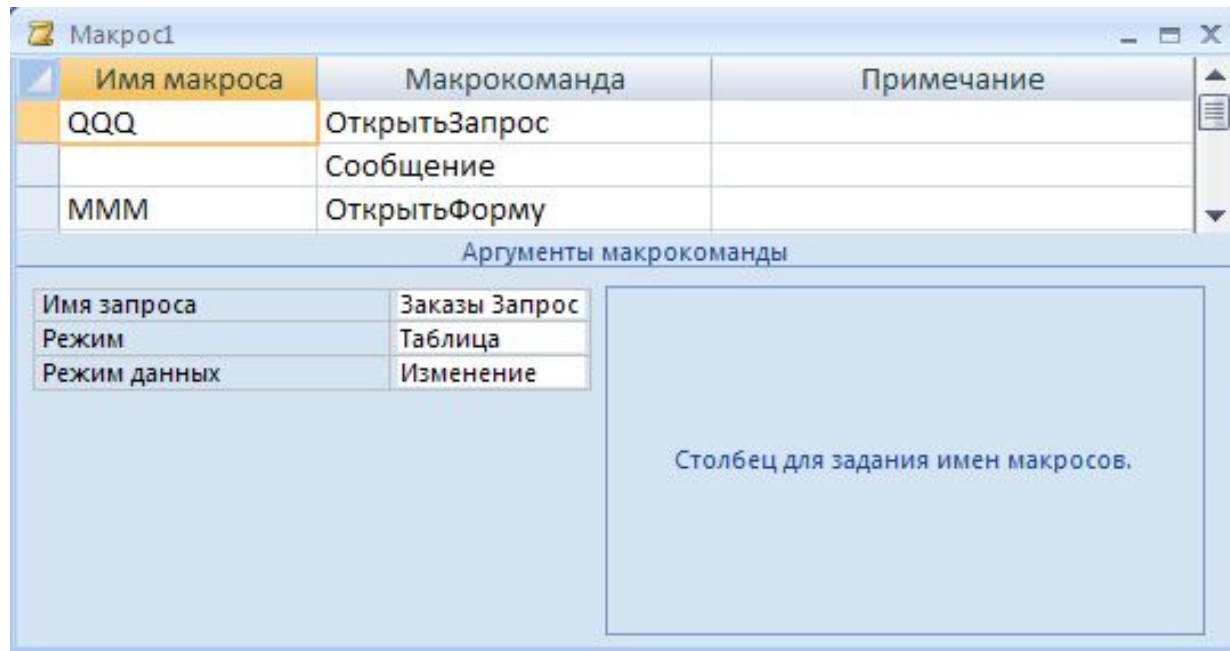 Макрос1
Имя макроса Макрокоманда Примечание
QQQ ОткрытьЗапрос
Сообщение
МММ ОткрытьФорму
Аргументы макрокоманды
Имя запроса Заказы Запрос
Режим Таблица
Режим данных Изменение
Столбец для задания имен макросов.